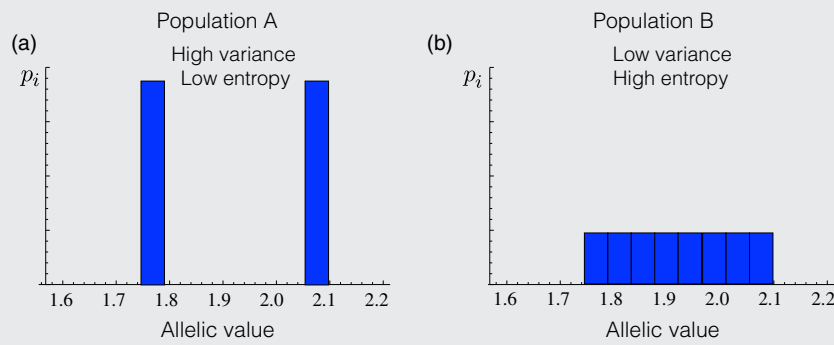 Population A
(a)
High variance
Low entropy
p_i
1.6 1.7 1.8 1.9 2.0 2.1 2.2
Allelic value
Population B
(b)
Low variance
High entropy
p_i
1.6 1.7 1.8 1.9 2.0 2.1 2.2
Allelic value